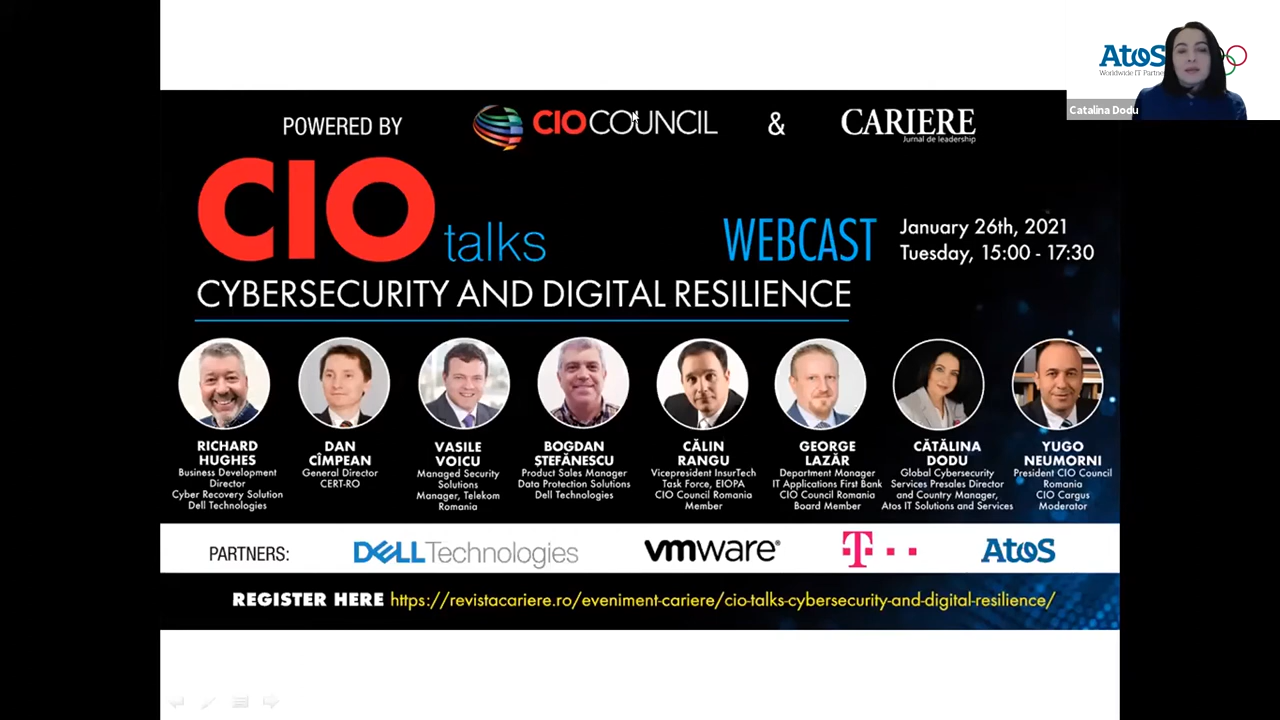 Atos
Worldwide IT Partner
Catalina Dodu
POWERED BY
CIO COUNCIL
&
CARIERE
Jurnal de leadership
CIO talks
WEBCAST
January 26th, 2021
Tuesday, 15:00 - 17:30
CYBERSECURITY AND DIGITAL RESILIENCE
RICHARD
HUGHES
Business Development
Director
Cyber Recovery Solution
Dell Technologies
DAN
CÎMPEAN
General Director
CERT-RO
VASILE
VOICU
Managed Security
Solutions
Manager, Telekom
Romania
BOGDAN
ȘTEFĂNESCU
Product Sales Manager
Data Protection Solutions
Dell Technologies
CĂLIN
RANGU
Vicepresident InsurTech
Task Force, EIOPA
CIO Council Romania
Member
GEORGE
LAZĂR
Department Manager
IT Applications First Bank
CIO Council Romania
Board Member
CĂTĂLINA
DODU
Global Cybersecurity
Services Presales Director
and Country Manager,
Atos IT Solutions and Services
YUGO
NEUMORNI
President CIO Council
Romania
CIO Cargus
Moderator
PARTNERS:
DELL Technologies
vmware®
T
Atos
REGISTER HERE https://revistacariere.ro/eveniment-cariere/cio-talks-cybersecurity-and-digital-resilience/